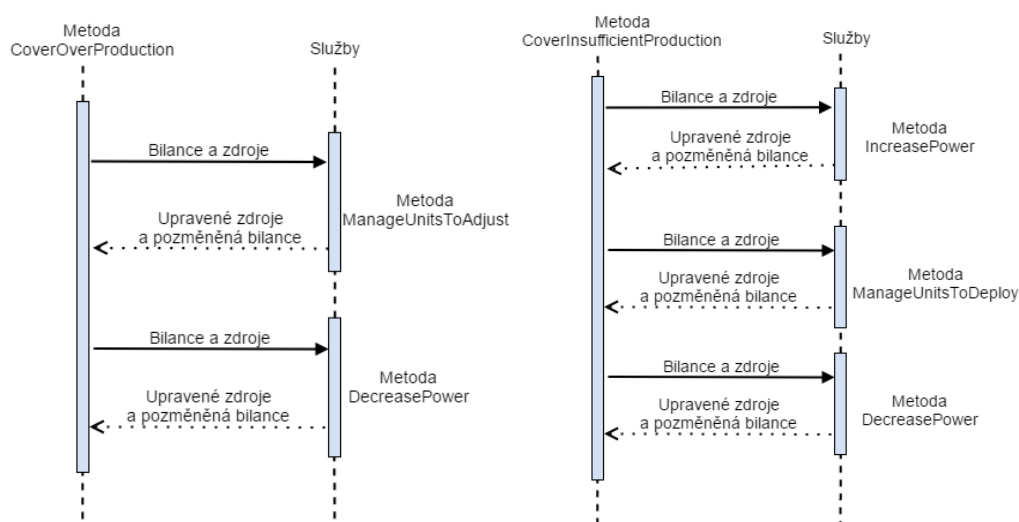 Metoda
CoverOverProduction
Služby
Bilance a zdroje
Metoda
ManageUnitsToAdjust
Upravené zdroje
a pozměněná bilance
Bilance a zdroje
Metoda
DecreasePower
Upravené zdroje
a pozměněná bilance
Metoda
CoverInsufficientProduction
Služby
Bilance a zdroje
Metoda
IncreasePower
Upravené zdroje
a pozměněná bilance
Bilance a zdroje
Metoda
ManageUnitsToDeploy
Upravené zdroje
a pozměněná bilance
Bilance a zdroje
Metoda
DecreasePower
Upravené zdroje
a pozměněná bilance